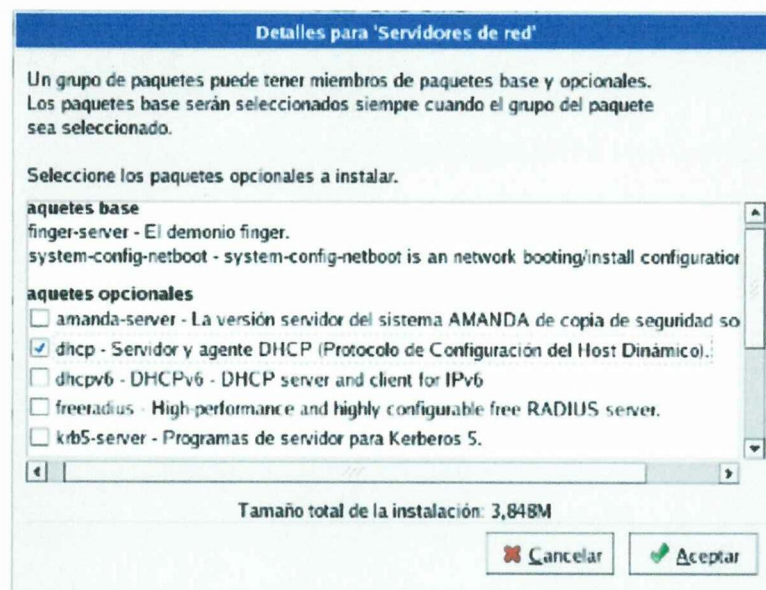 Detalles para 'Servidores de red'
Un grupo de paquetes puede tener miembros de paquetes base y opcionales.
Los paquetes base serán seleccionados siempre cuando el grupo del paquete
sea seleccionado.
Seleccione los paquetes opcionales a instalar.
aquetes base
finger-server - El demonio finger.
system-config-netboot - system-config-netboot is an network booting/install configuration
aquetes opcionales
amanda-server - La versión servidor del sistema AMANDA de copia de seguridad so
dhcp - Servidor y agente DHCP (Protocolo de Configuración del Host Dinámico).
dhcpv6 - DHCPv6 - DHCP server and client for IPv6
freeradius - High-performance and highly configurable free RADIUS server.
krb5-server - Programas de servidor para Kerberos 5.
Tamaño total de la instalación: 3,848M
Cancelar
Aceptar